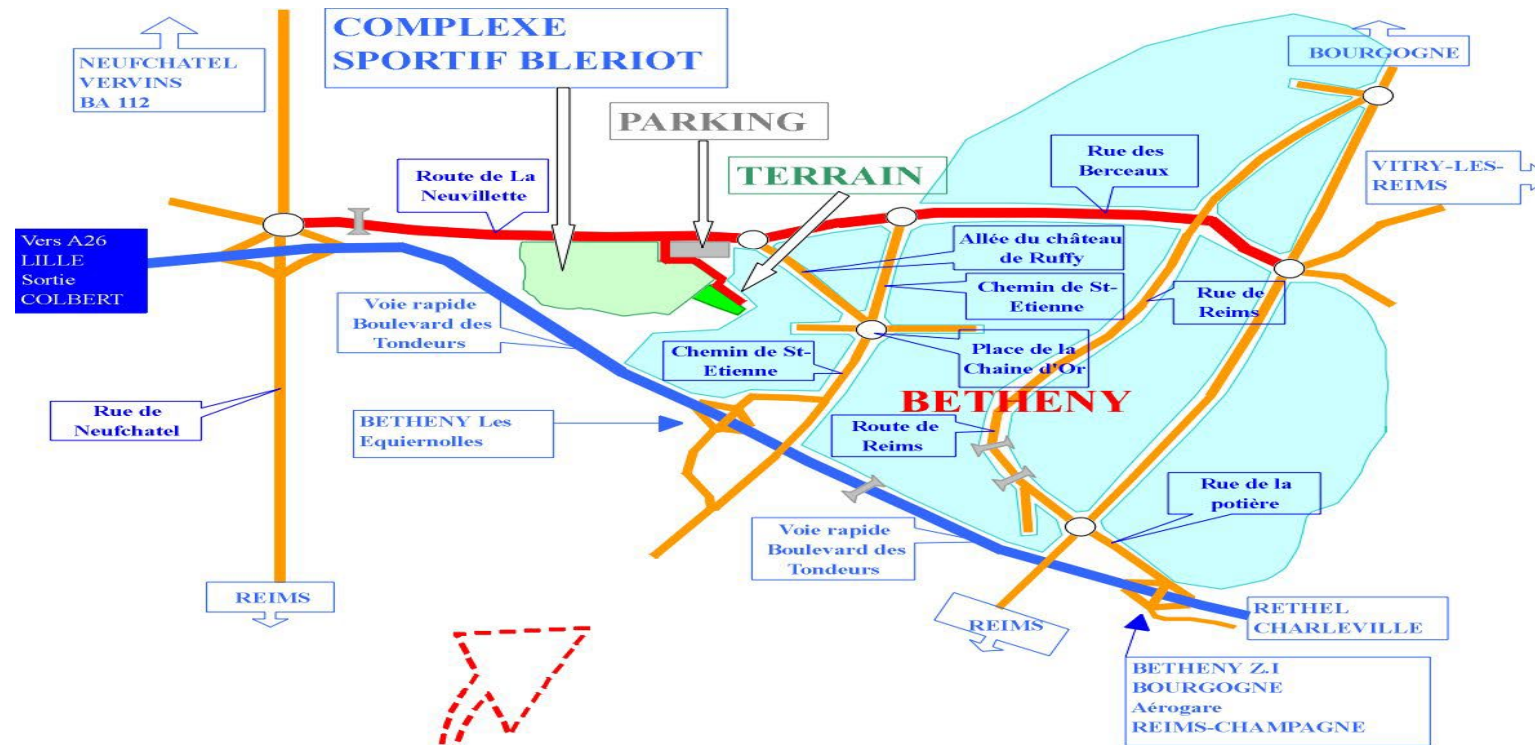 COMPLEXE
SPORTIF BLERIOT
NEUFCHATEL
VERVINS
BA 112
BOURGOGNE
PARKING
Rue des
Berceaux
VITRY-LES-
REIMS
Route de La
Neuvillette
TERRAIN
Vers A26
LILLE
Sortie
COLBERT
Allée du château
de Ruffy
Chemin de St-
Etienne
Rue de
Reims
Voie rapide
Boulevard des
Tondeurs
Chemin de St-
Etienne
Place de la
Chaine d'Or
BETHENY
Rue de
Neufchatel
BETHENY Les
Equiernolles
Route de
Reims
Rue de la
potière
Voie rapide
Boulevard des
Tondeurs
REIMS
REIMS
RETHEL
CHARLEVILLE
BETHENY Z.I
BOURGOGNE
Aérogare
REIMS-CHAMPAGNE